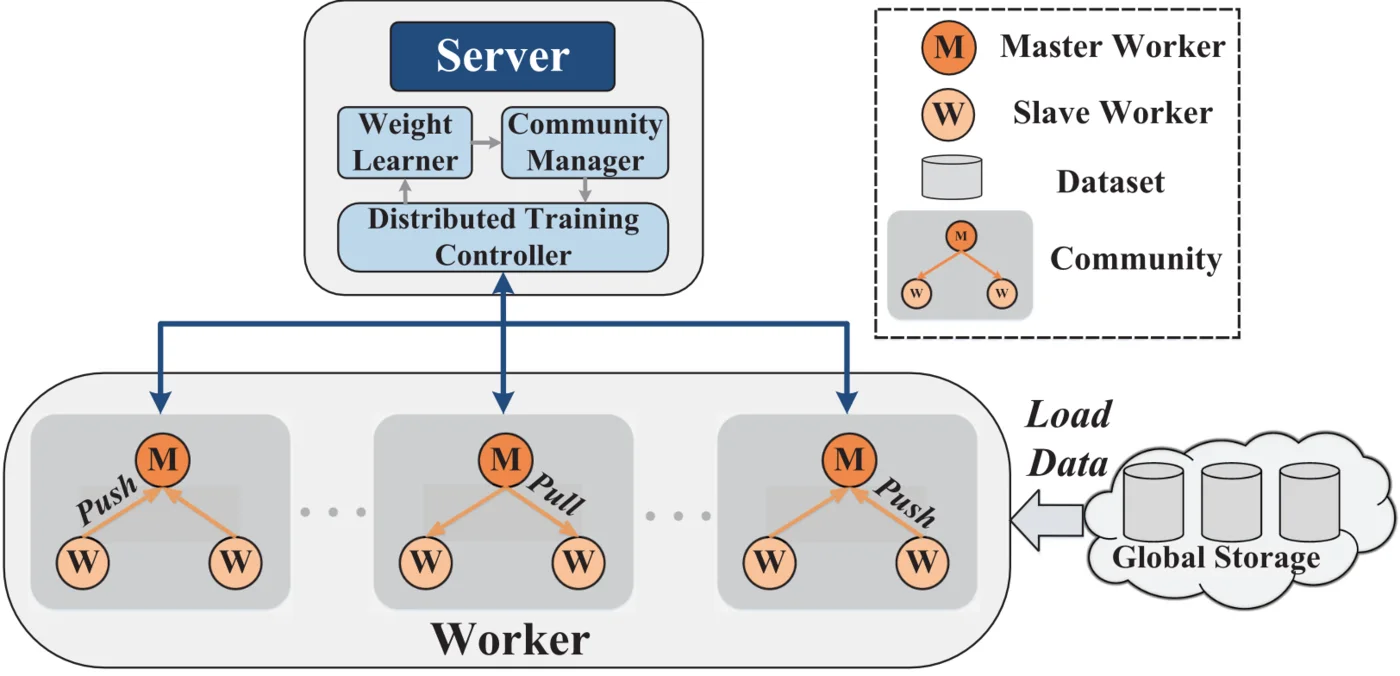 Server
Weight
Learner
Community
Manager
Distributed Training
Controller
M
Master Worker
W
Slave Worker
Dataset
M
W
W
Community
M
Push
W
W
M
Pull
W
W
M
Push
W
W
Worker
Load
Data
Global Storage